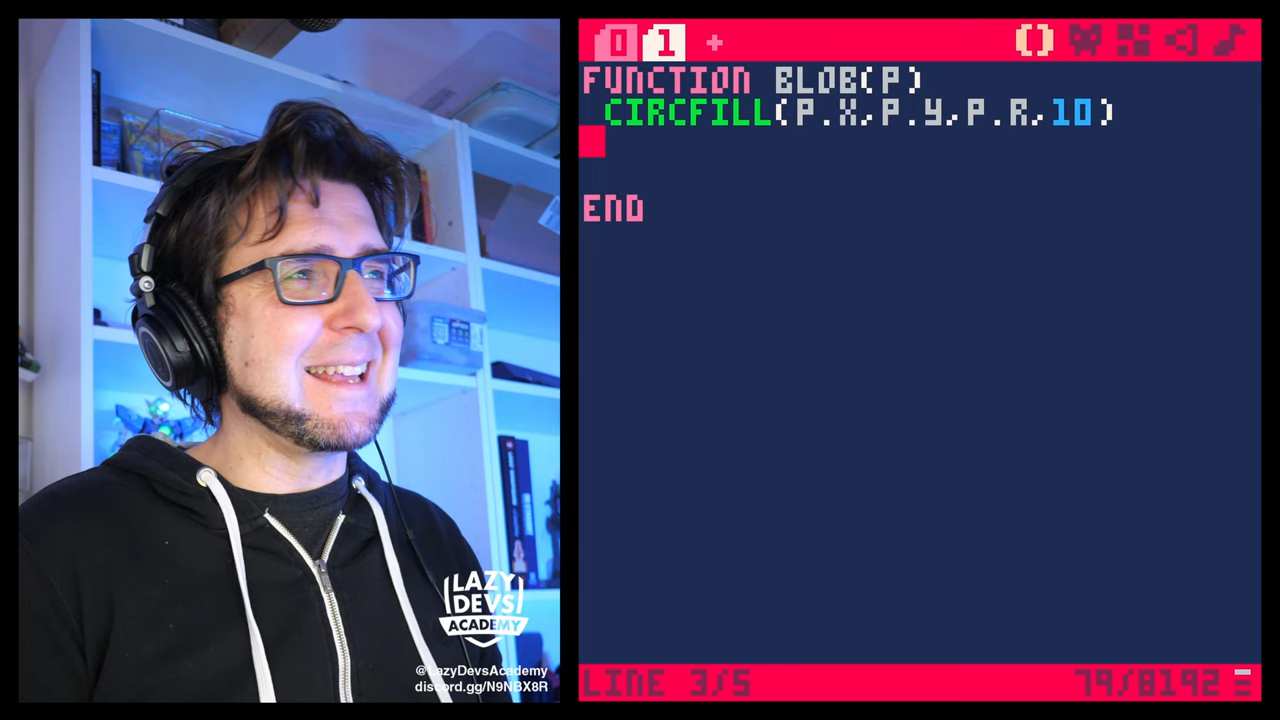 0 1 +
FUNCTION BLOB(P)
CIRCFILL(P.X,P.Y,P.R,10)
END
LINE 3/5
79/8192
LAZY
DEVS
ACADEMY
@LazyDevsAcademy
discord.gg/N9NBX8R